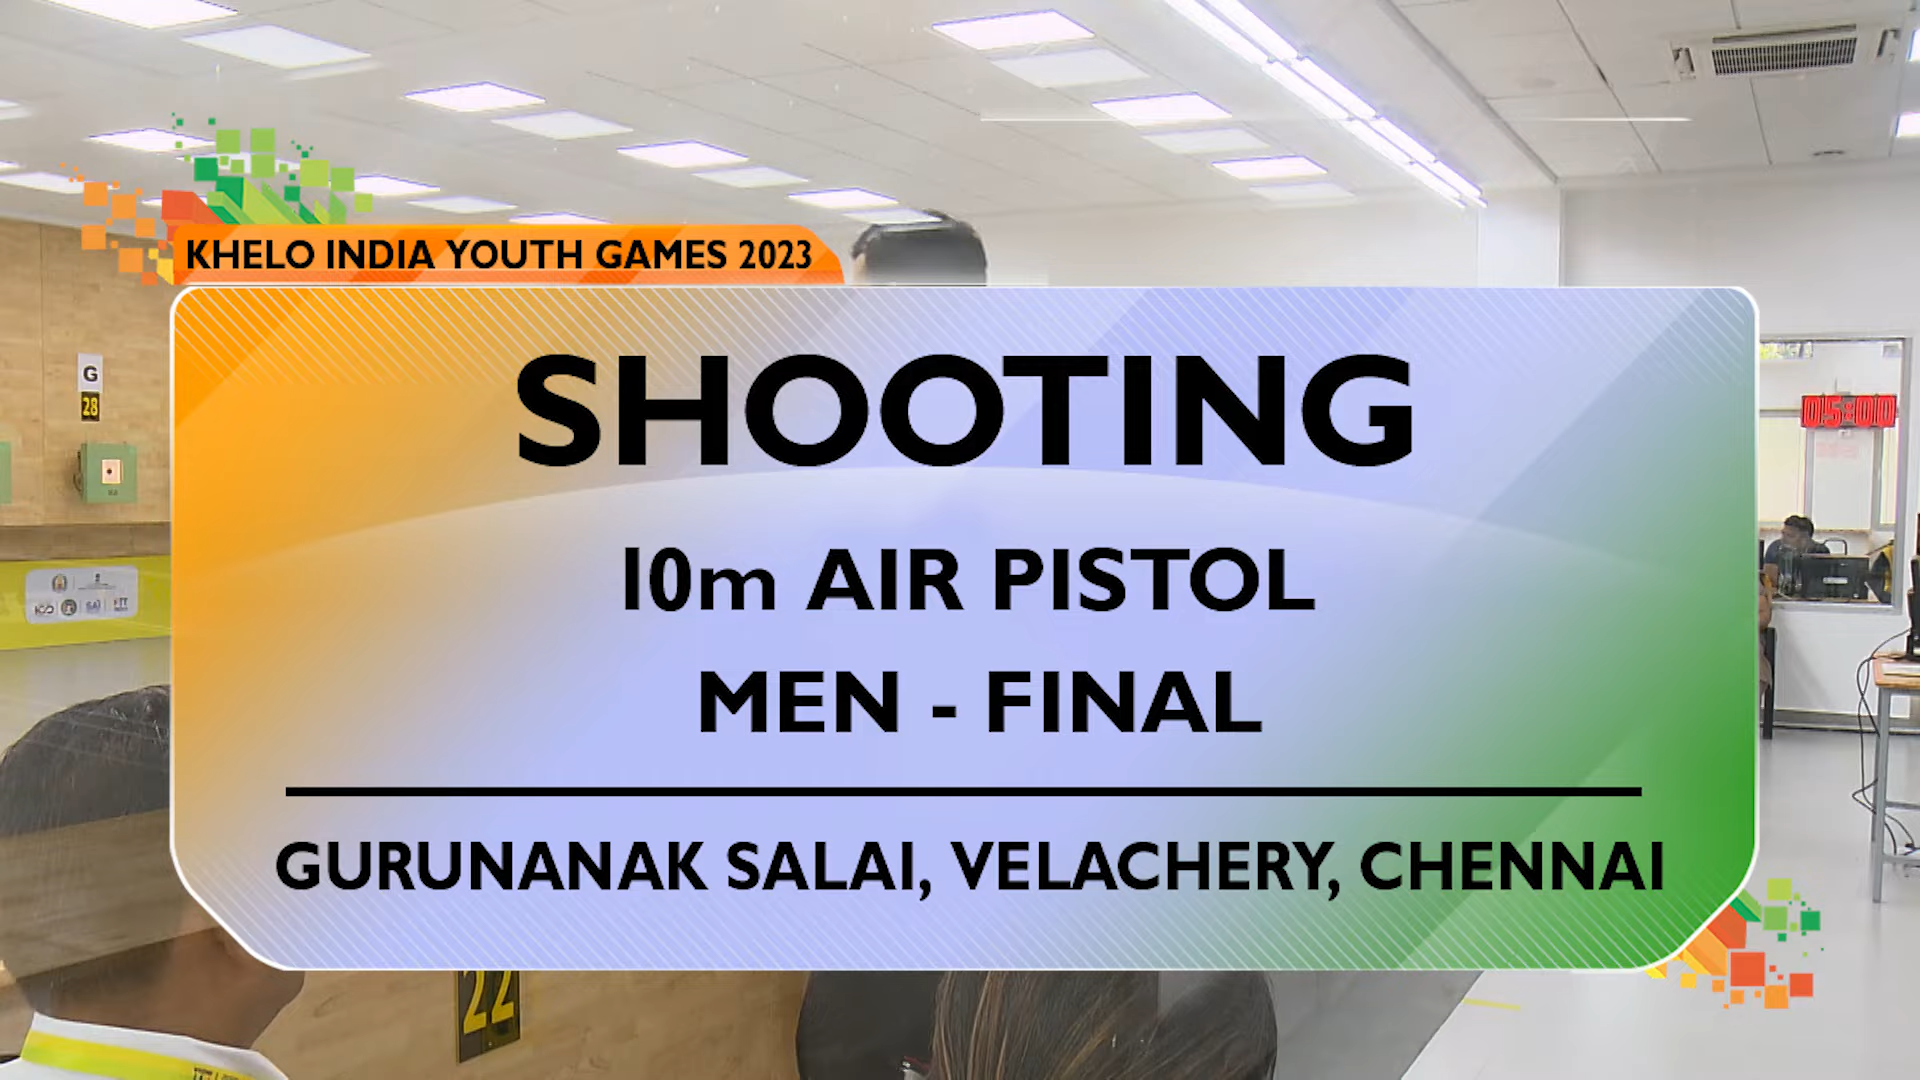 KHELO INDIA YOUTH GAMES 2023
SHOOTING
10m AIR PISTOL
MEN - FINAL
GURUNANAK SALAI, VELACHERY, CHENNAI
G
28
05:00
22